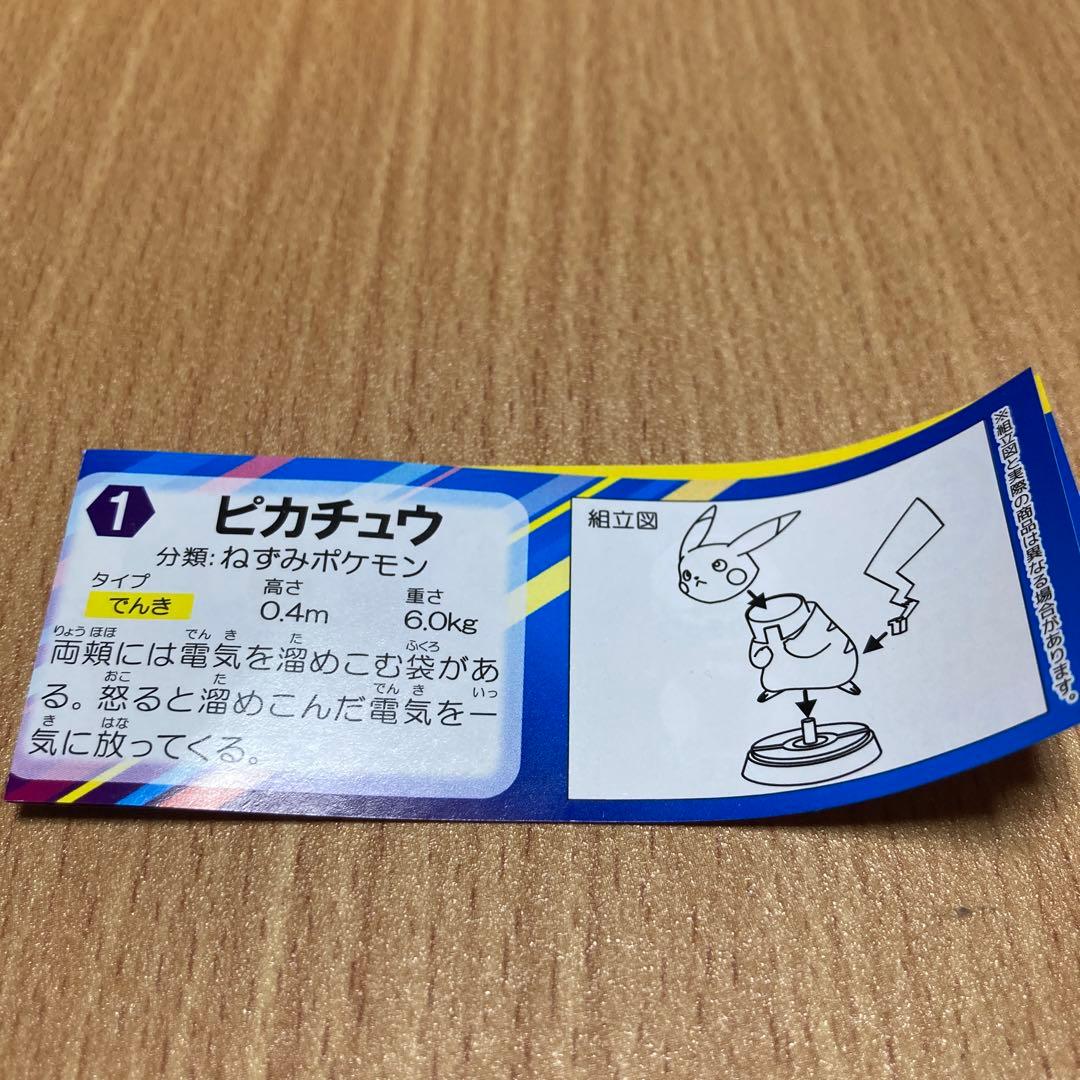 1 ピカチュウ
分類:ねずみポケモン
タイプ 高さ 重さ
でんき 0.4m 6.0kg
りょうほほ でんき た ふくろ
両頬には電気を溜めこむ袋があ
おこ た でんき いっ
る。怒ると溜めこんだ電気を一
き はな
気に放ってくる。
組立図
※組立図と実際の商品は異なる場合があります。